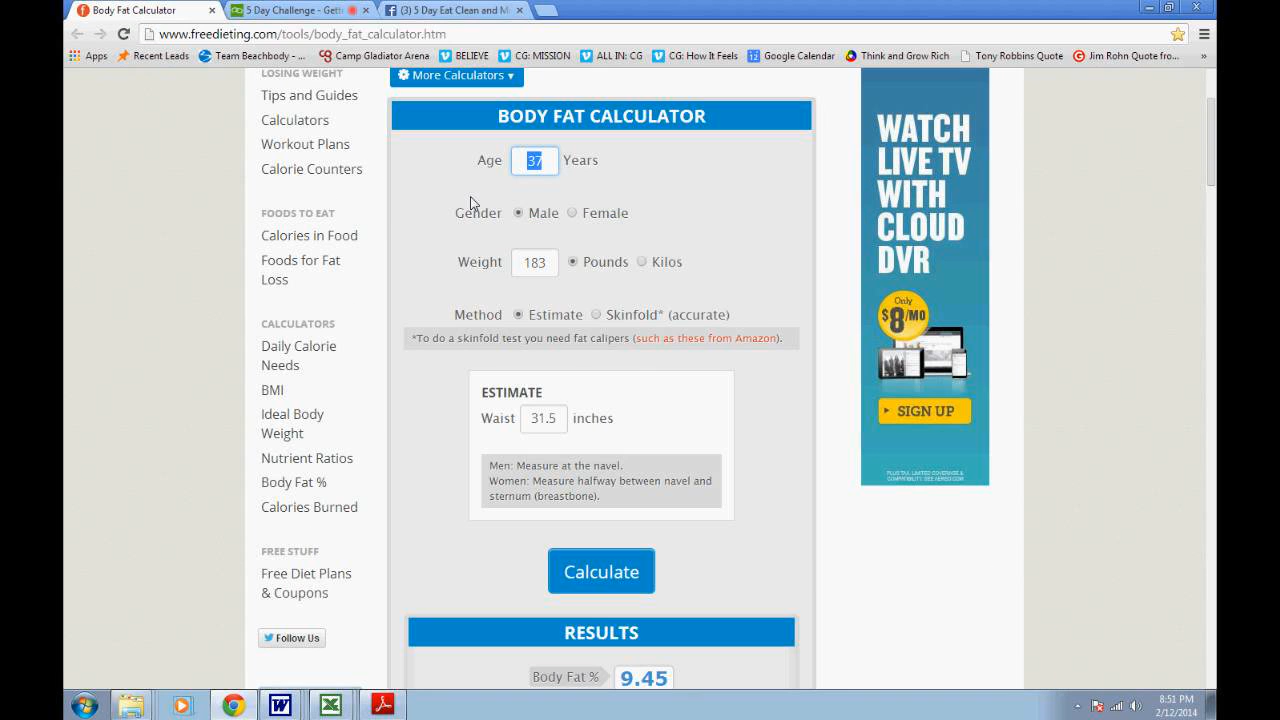 Body Fat Calculator
5 Day Challenge - Gett
(3) 5 Day Eat Clean and M
www.freedieting.com/tools/body_fat_calculator.htm
Apps Recent Leads Team Beachbody... Camp Gladiator Arena BELIEVE CG: MISSION ALL IN: CG CG: How It Feels Google Calendar Think and Grow Rich Tony Robbins Quote Jim Rohn Quote from »
LOSING WEIGHT
Tips and Guides
Calculators
Workout Plans
Calorie Counters
FOODS TO EAT
Calories in Food
Foods for Fat
Loss
CALCULATORS
Daily Calorie
Needs
BMI
Ideal Body
Weight
Nutrient Ratios
Body Fat %
Calories Burned
FREE STUFF
Free Diet Plans
& Coupons
Follow Us
More Calculators ▾
BODY FAT CALCULATOR
Age 37 Years
Gender Male Female
Weight 183 Pounds Kilos
Method Estimate Skinfold* (accurate)
*To do a skinfold test you need fat calipers (such as these from Amazon).
ESTIMATE
Waist 31.5 inches
Men: Measure at the navel.
Women: Measure halfway between navel and
sternum (breastbone).
Calculate
RESULTS
Body Fat % 9.45
WATCH
LIVE TV
WITH
CLOUD
DVR
Only
$8/MO
SIGN UP
8:51 PM
2/12/2014